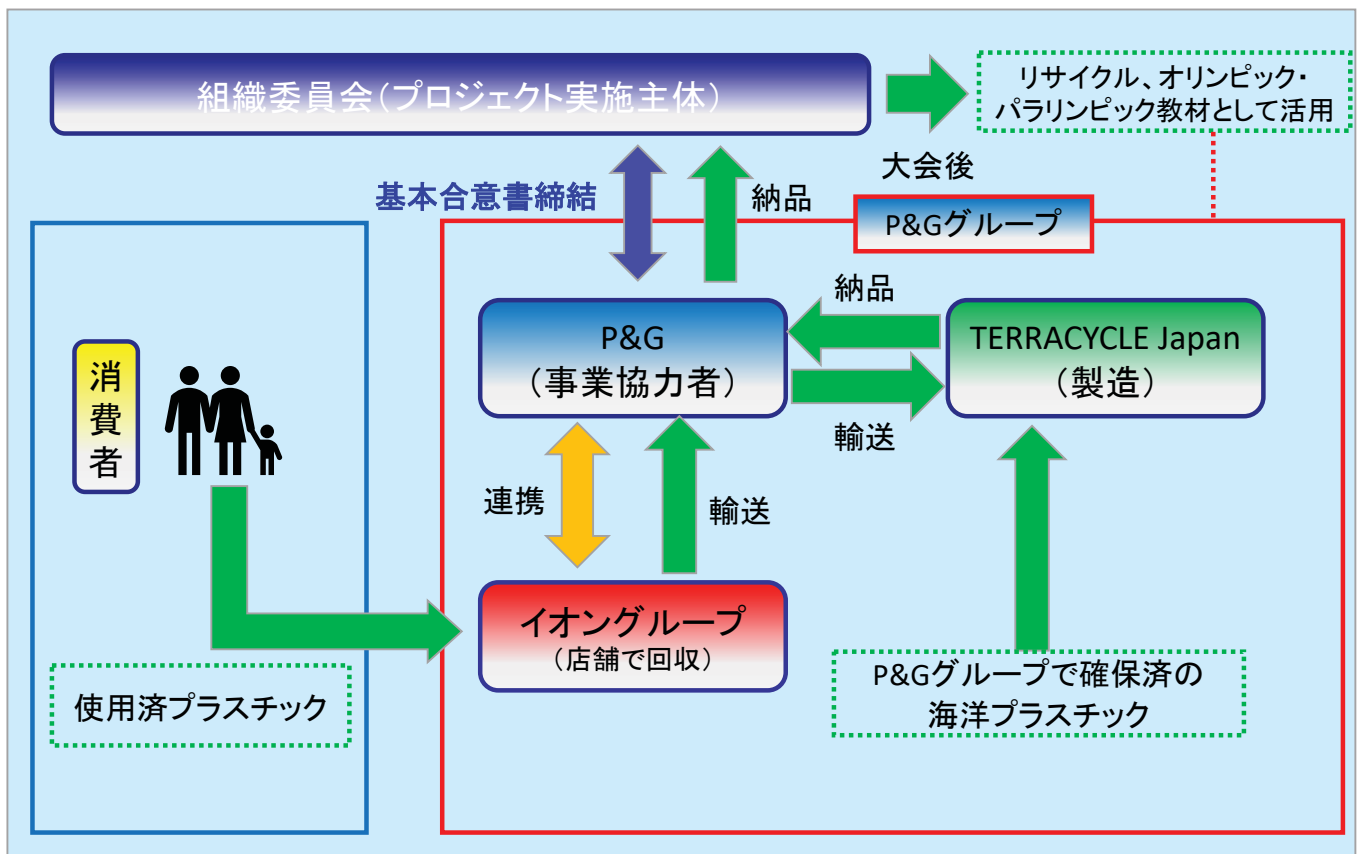 組織委員会(プロジェクト実施主体)
リサイクル、オリンピック・
パラリンピック教材として活用
大会後
基本合意書締結
納品
P&Gグループ
納品
P&G
(事業協力者)
TERRACYCLE Japan
(製造)
輸送
消費者
連携
輸送
イオングループ
(店舗で回収)
使用済プラスチック
P&Gグループで確保済の
海洋プラスチック